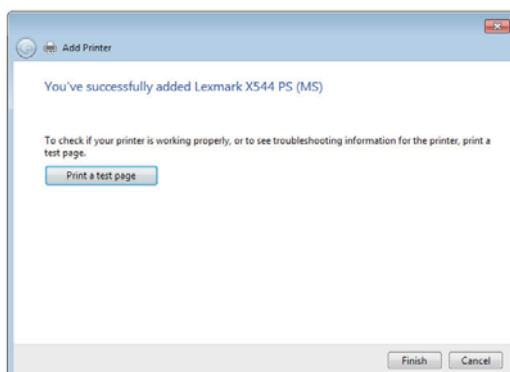 Add Printer
You've successfully added Lexmark X544 PS (MS)
To check if your printer is working properly, or to see troubleshooting information for the printer, print a
test page.
Print a test page
Finish
Cancel